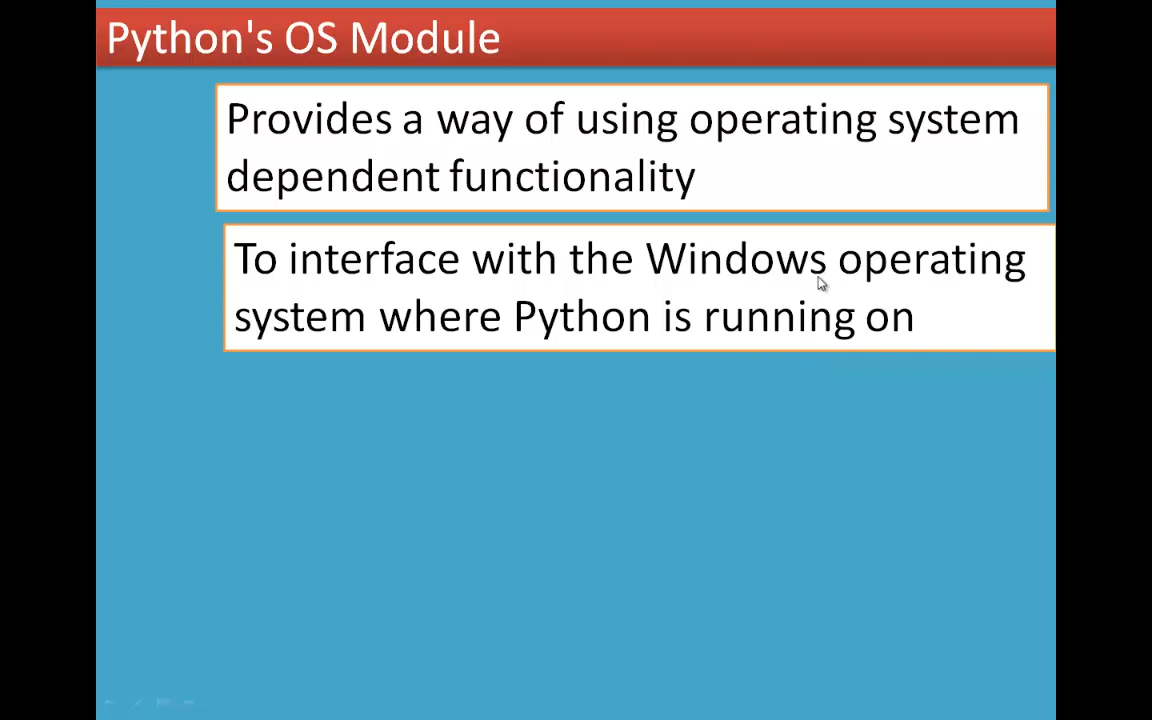 Python's OS Module
Provides a way of using operating system
dependent functionality
To interface with the Windows operating
system where Python is running on